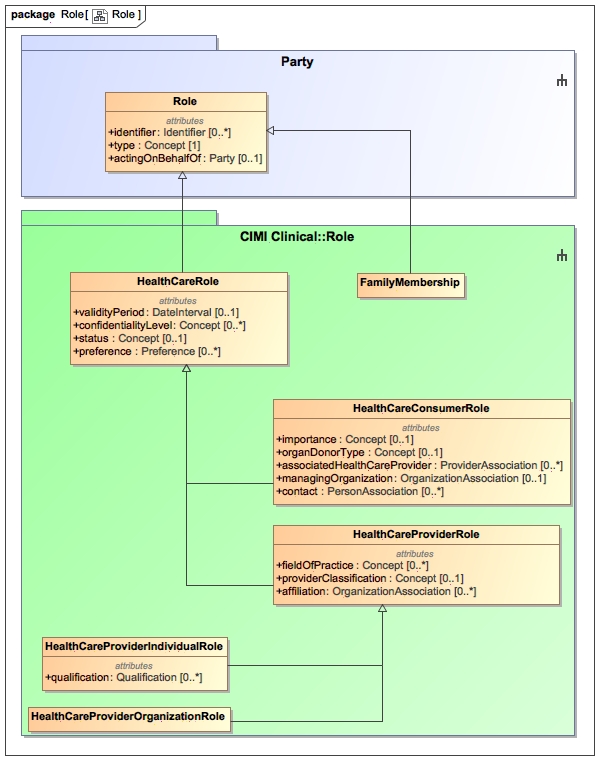 package Role[ Role ]
Party
Role
attributes
+identifier : Identifier [0..*]
+type : Concept [1]
+actingOnBehalfOf : Party [0..1]
CIMI Clinical::Role
HealthCareRole
attributes
+validityPeriod : DateInterval [0..1]
+confidentialityLevel : Concept [0..*]
+status : Concept [0..1]
+preference : Preference [0..*]
FamilyMembership
HealthCareConsumerRole
attributes
+importance : Concept [0..1]
+organDonorType : Concept [0..1]
+associatedHealthCareProvider : ProviderAssociation [0..*]
+managingOrganization : OrganizationAssociation [0..1]
+contact : PersonAssociation [0..*]
HealthCareProviderRole
attributes
+fieldOfPractice : Concept [0..*]
+providerClassification : Concept [0..1]
+affiliation : OrganizationAssociation [0..*]
HealthCareProviderIndividualRole
attributes
+qualification : Qualification [0..*]
HealthCareProviderOrganizationRole